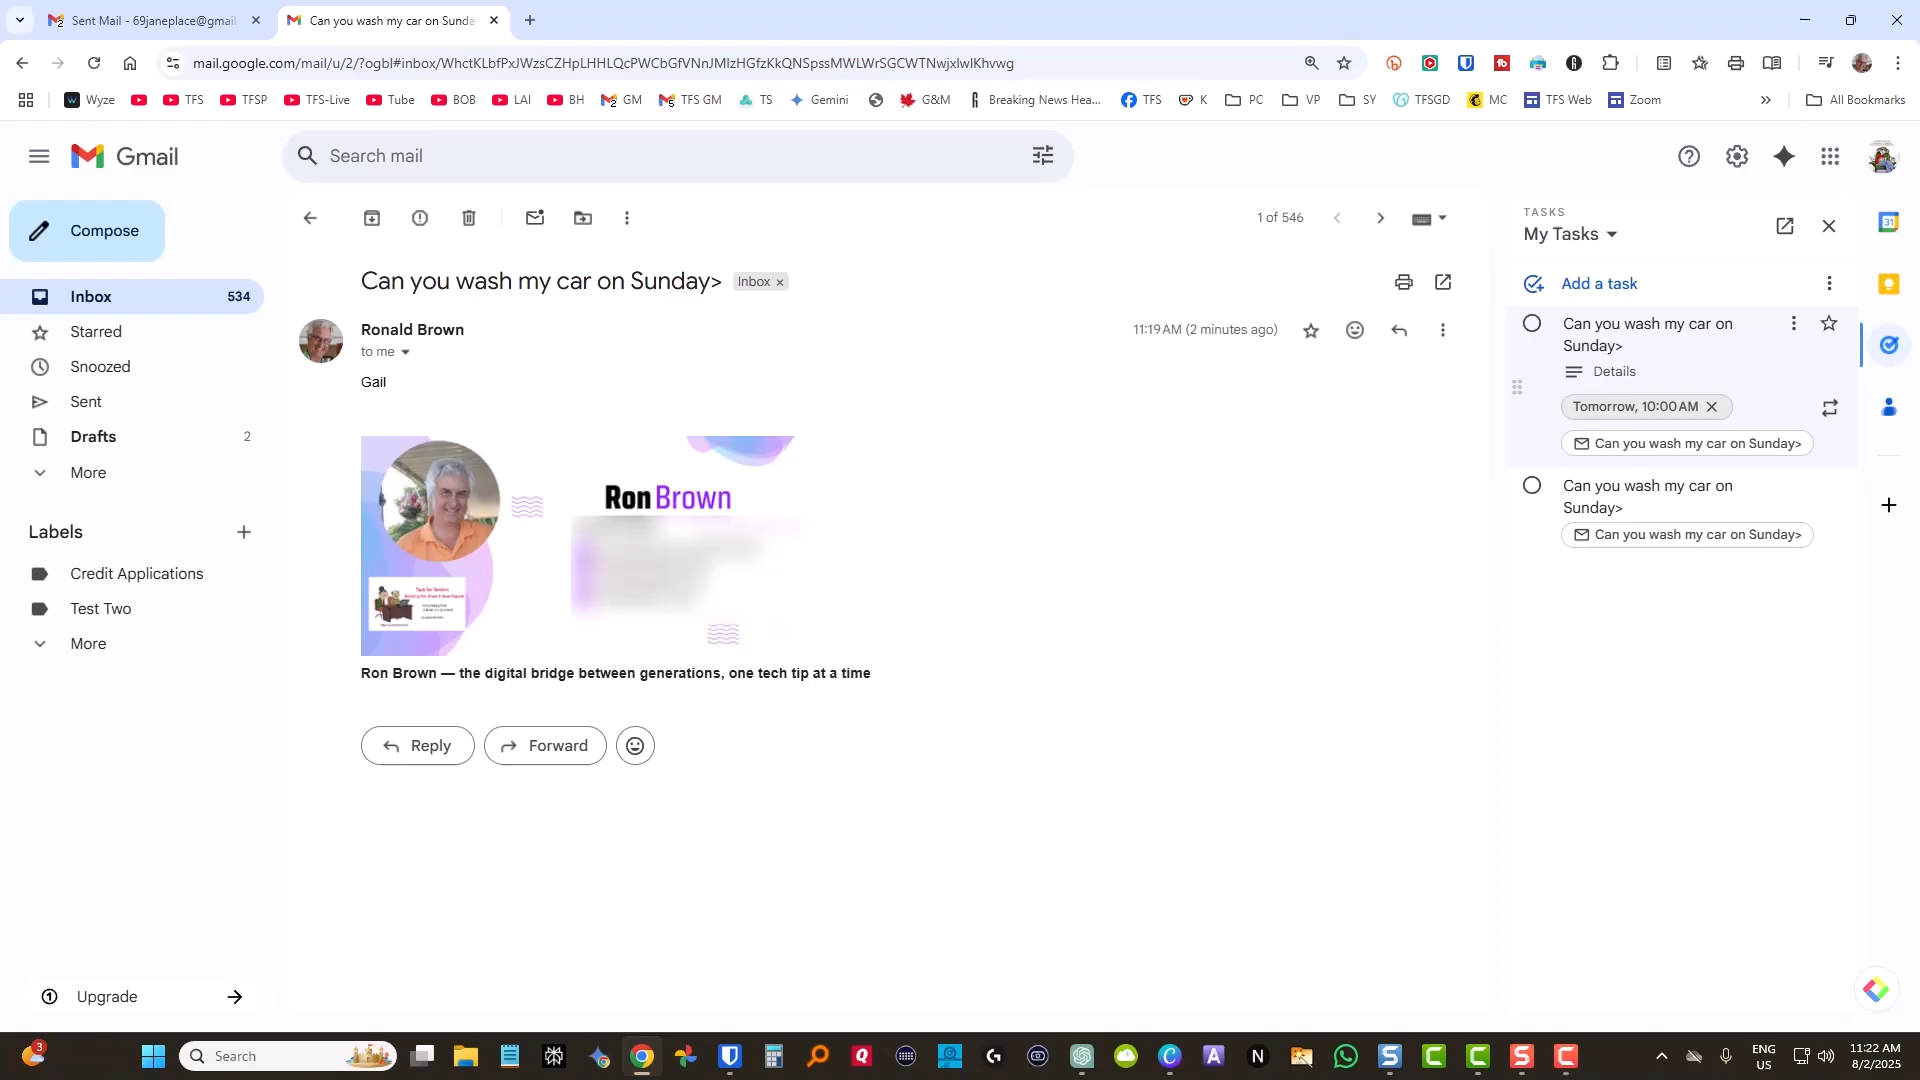 Sent Mail - 69janeplace@gmai
Can you wash my car on Sunda
mail.google.com/mail/u/2/?ogbl#inbox/WhctKLbfPxJWzsCZHpLHHLQcPWCbGfVNnJMlzHGfzKkQNSpssMWLWrSGCWTNwjxlwlKhvwg
Wyze
TFS
TFSP
TFS-Live
Tube
BOB
LAI
BH
GM
TFS GM
TS
Gemini
G&M
Breaking News Hea...
TFS
K
PC
VP
SY
TFSGD
MC
TFS Web
Zoom
All Bookmarks
Gmail
Search mail
Compose
Inbox 534
Starred
Snoozed
Sent
Drafts 2
More
Labels
Credit Applications
Test Two
More
Upgrade
1 of 546
Can you wash my car on Sunday> Inbox ×
Ronald Brown
11:19 AM (2 minutes ago)
to me
Gail
Ron Brown
Tech for Seniors
Ron Brown — the digital bridge between generations, one tech tip at a time
Reply
Forward
TASKS
My Tasks
Add a task
Can you wash my car on
Sunday>
Details
Tomorrow, 10:00 AM
Can you wash my car on Sunday>
Can you wash my car on
Sunday>
Can you wash my car on Sunday>
31
3
Search
ENG
US
11:22 AM
8/2/2025